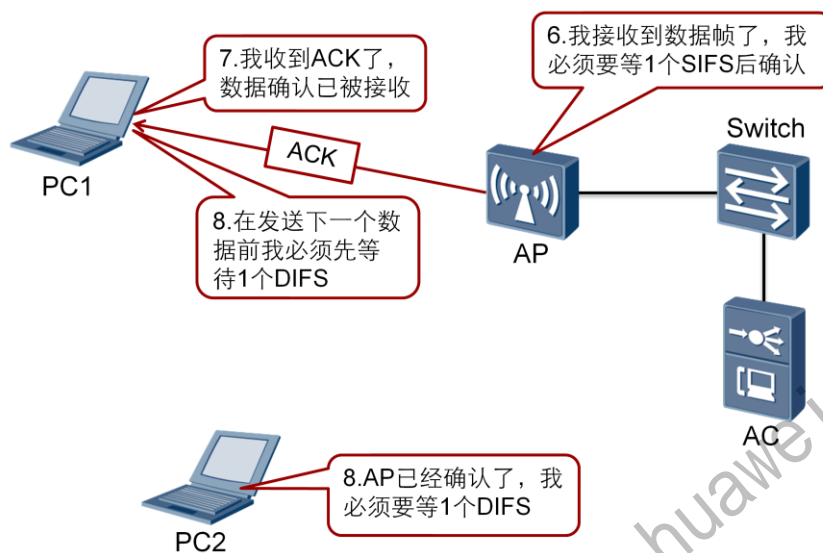 7.我收到ACK了，
数据确认已被接收
6.我接收到数据帧了，我
必须要等1个SIFS后确认
Switch
ACK
PC1
8.在发送下一个数
据前我必须先等
待1个DIFS
AP
AC
8.AP已经确认了，我
必须要等1个DIFS
PC2
huawe